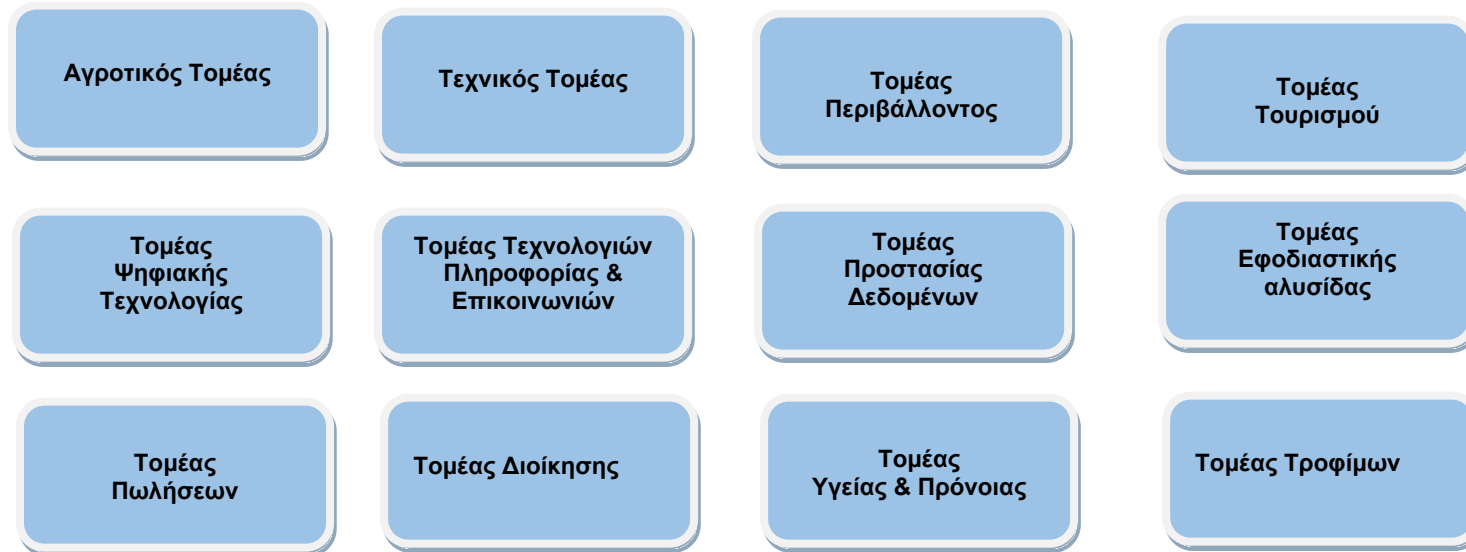 Αγροτικός Τομέας
Τεχνικός Τομέας
Τομέας
Περιβάλλοντος
Τομέας
Τουρισμού
Τομέας
Ψηφιακής
Τεχνολογίας
Τομέας Τεχνολογιών
Πληροφορίας &
Επικοινωνιών
Τομέας
Προστασίας
Δεδομένων
Τομέας
Εφοδιαστικής
αλυσίδας
Τομέας
Πωλήσεων
Τομέας Διοίκησης
Τομέας
Υγείας & Πρόνοιας
Τομέας Τροφίμων